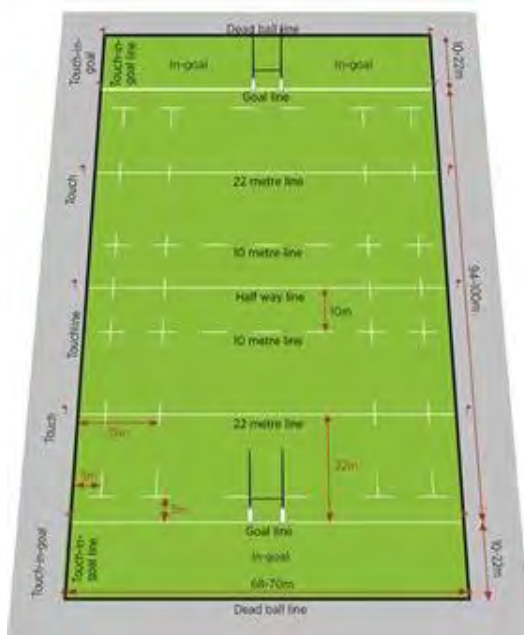 Dead ball line
Touch-in-
goal
Touch-in-
goal line
In-goal
In-goal
10-22m
Goal line
Touch
22 metre line
10 metre line
94-100m
Half way line
10m
Touchline
10 metre line
Touch
22 metre line
15m
22m
5m
5m
Goal line
Touch-in-goal
Touch-in-
goal line
In-goal
10-22m
68-70m
Dead ball line